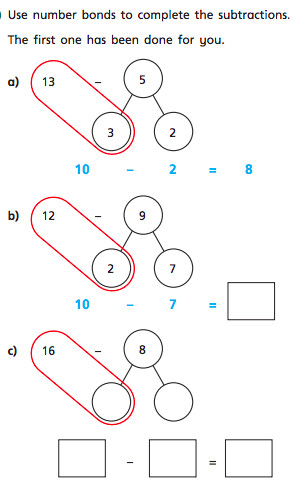 Use number bonds to complete the subtractions.
The first one has been done for you.
a) 13 – 5
3 2
10 – 2 = 8
b) 12 – 9
2 7
10 – 7 =
c) 16 – 8
– =